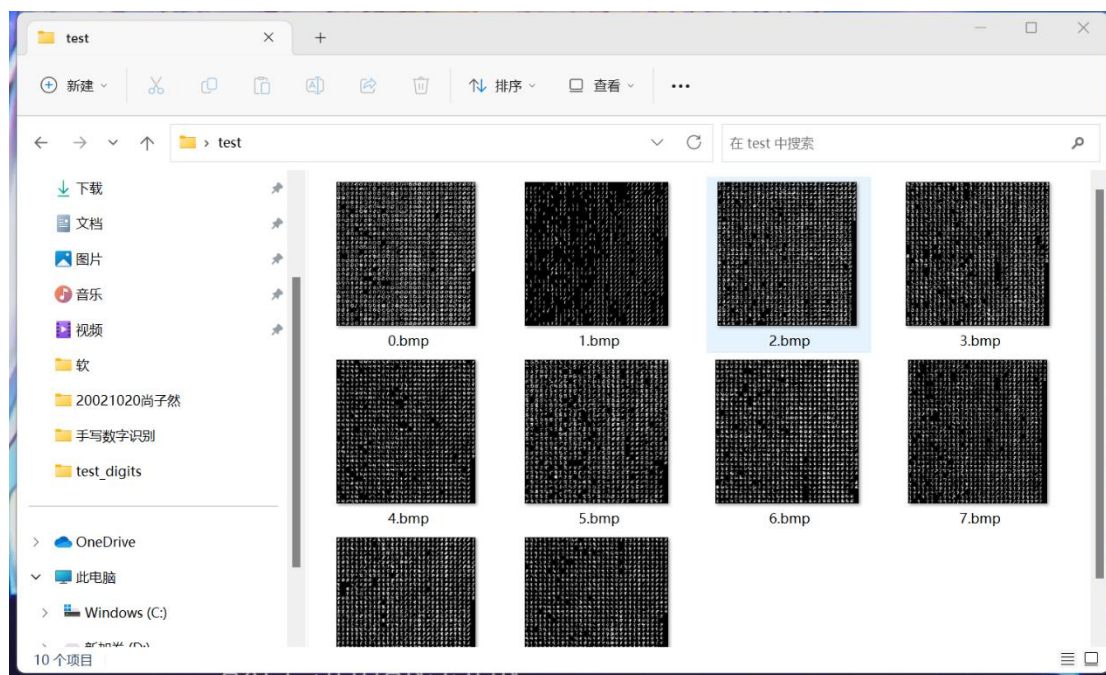 test
新建
排序
查看
test
在 test 中搜索
下载
文档
图片
音乐
视频
软
20021020尚子然
手写数字识别
test_digits
OneDrive
此电脑
Windows (C:)
0.bmp
1.bmp
2.bmp
3.bmp
4.bmp
5.bmp
6.bmp
7.bmp
10 个项目